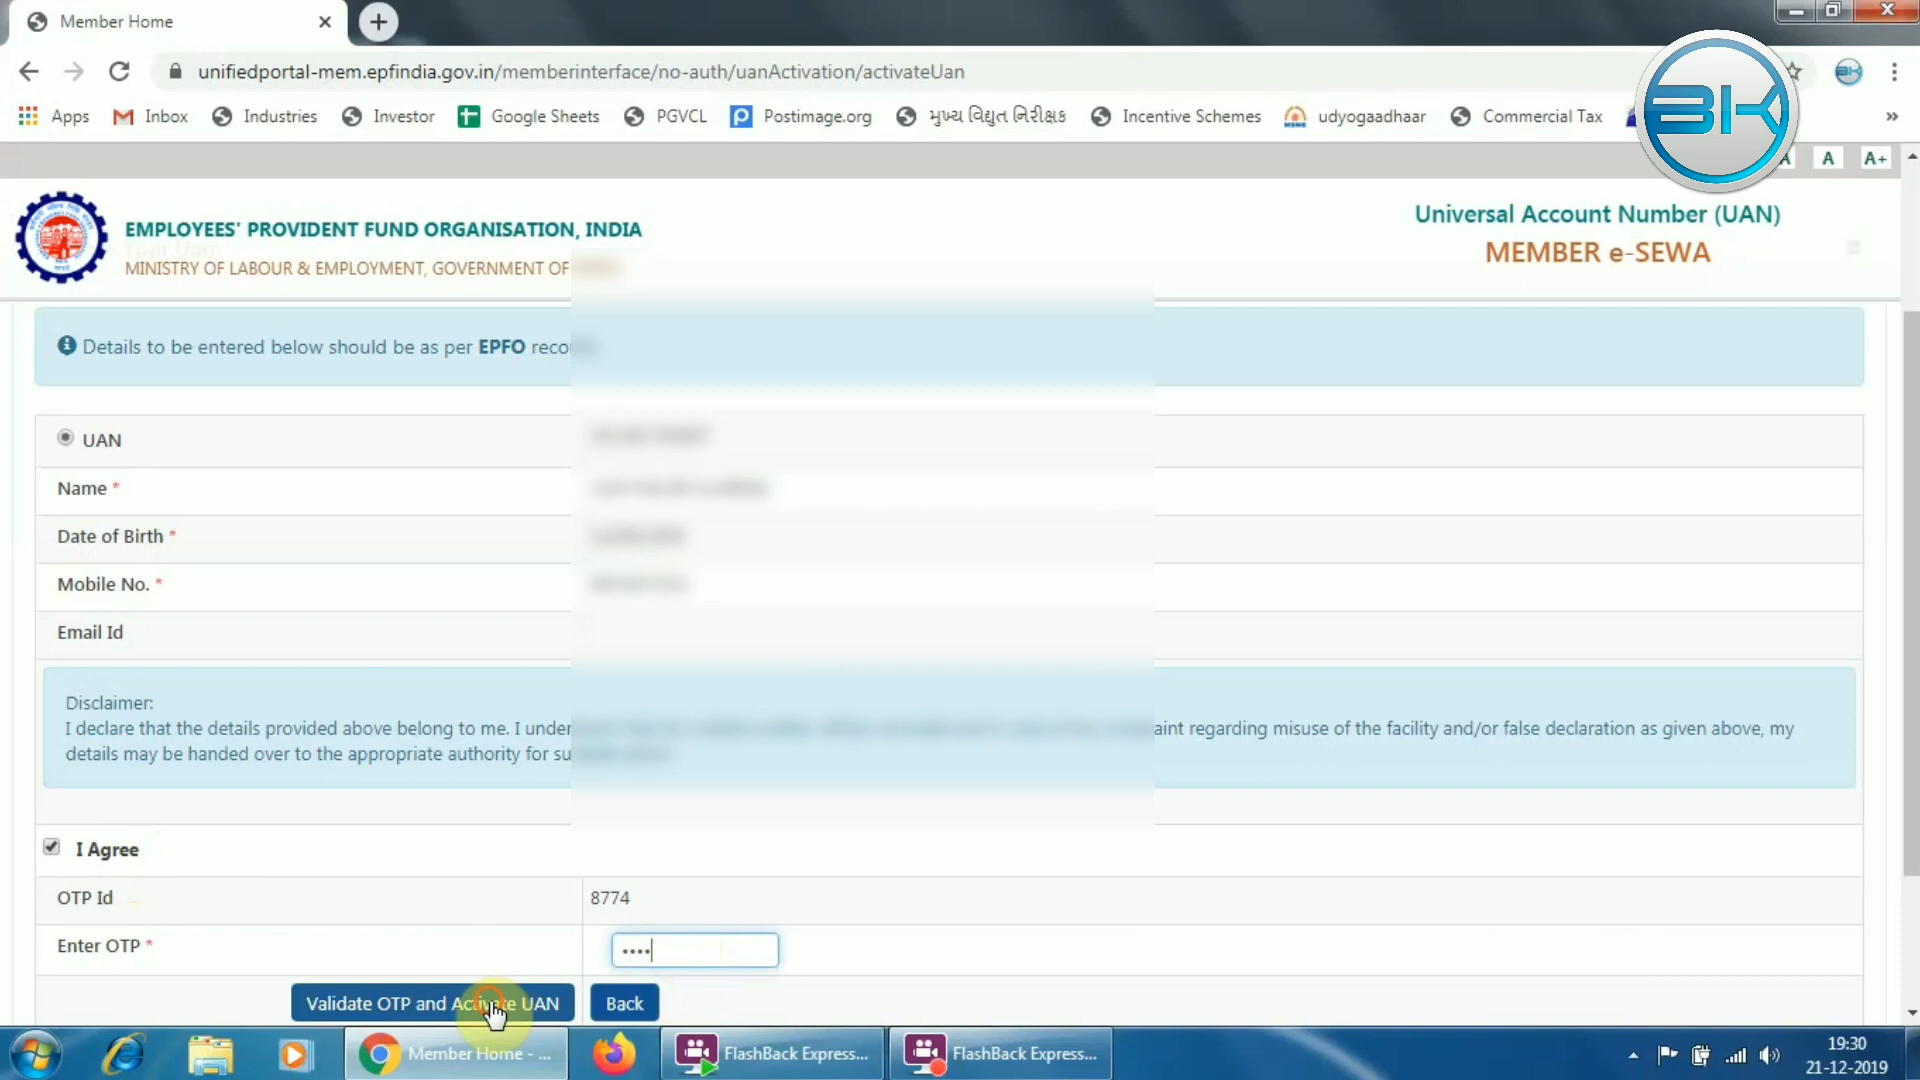 Member Home
unifiedportal-mem.epfindia.gov.in/memberinterface/no-auth/uanActivation/activateUan
Apps Inbox Industries Investor Google Sheets PGVCL Postimage.org મુખ્ય વિદ્યુત નિરીક્ષક Incentive Schemes udyogaadhaar Commercial Tax »
BK
A A A+
EMPLOYEES' PROVIDENT FUND ORGANISATION, INDIA
MINISTRY OF LABOUR & EMPLOYMENT, GOVERNMENT OF
Universal Account Number (UAN)
MEMBER e-SEWA
Details to be entered below should be as per EPFO
UAN
Name *
Date of Birth *
Mobile No. *
Email Id
Disclaimer:
I declare that the details provided above belong to me. I regarding misuse of the facility and/or false declaration as given above, my
details may be handed over to the appropriate authority for
I Agree
OTP Id 8774
Enter OTP * ••••
Validate OTP and Activate UAN Back
Member Home - ... FlashBack Express... FlashBack Express...
19:30
21-12-2019